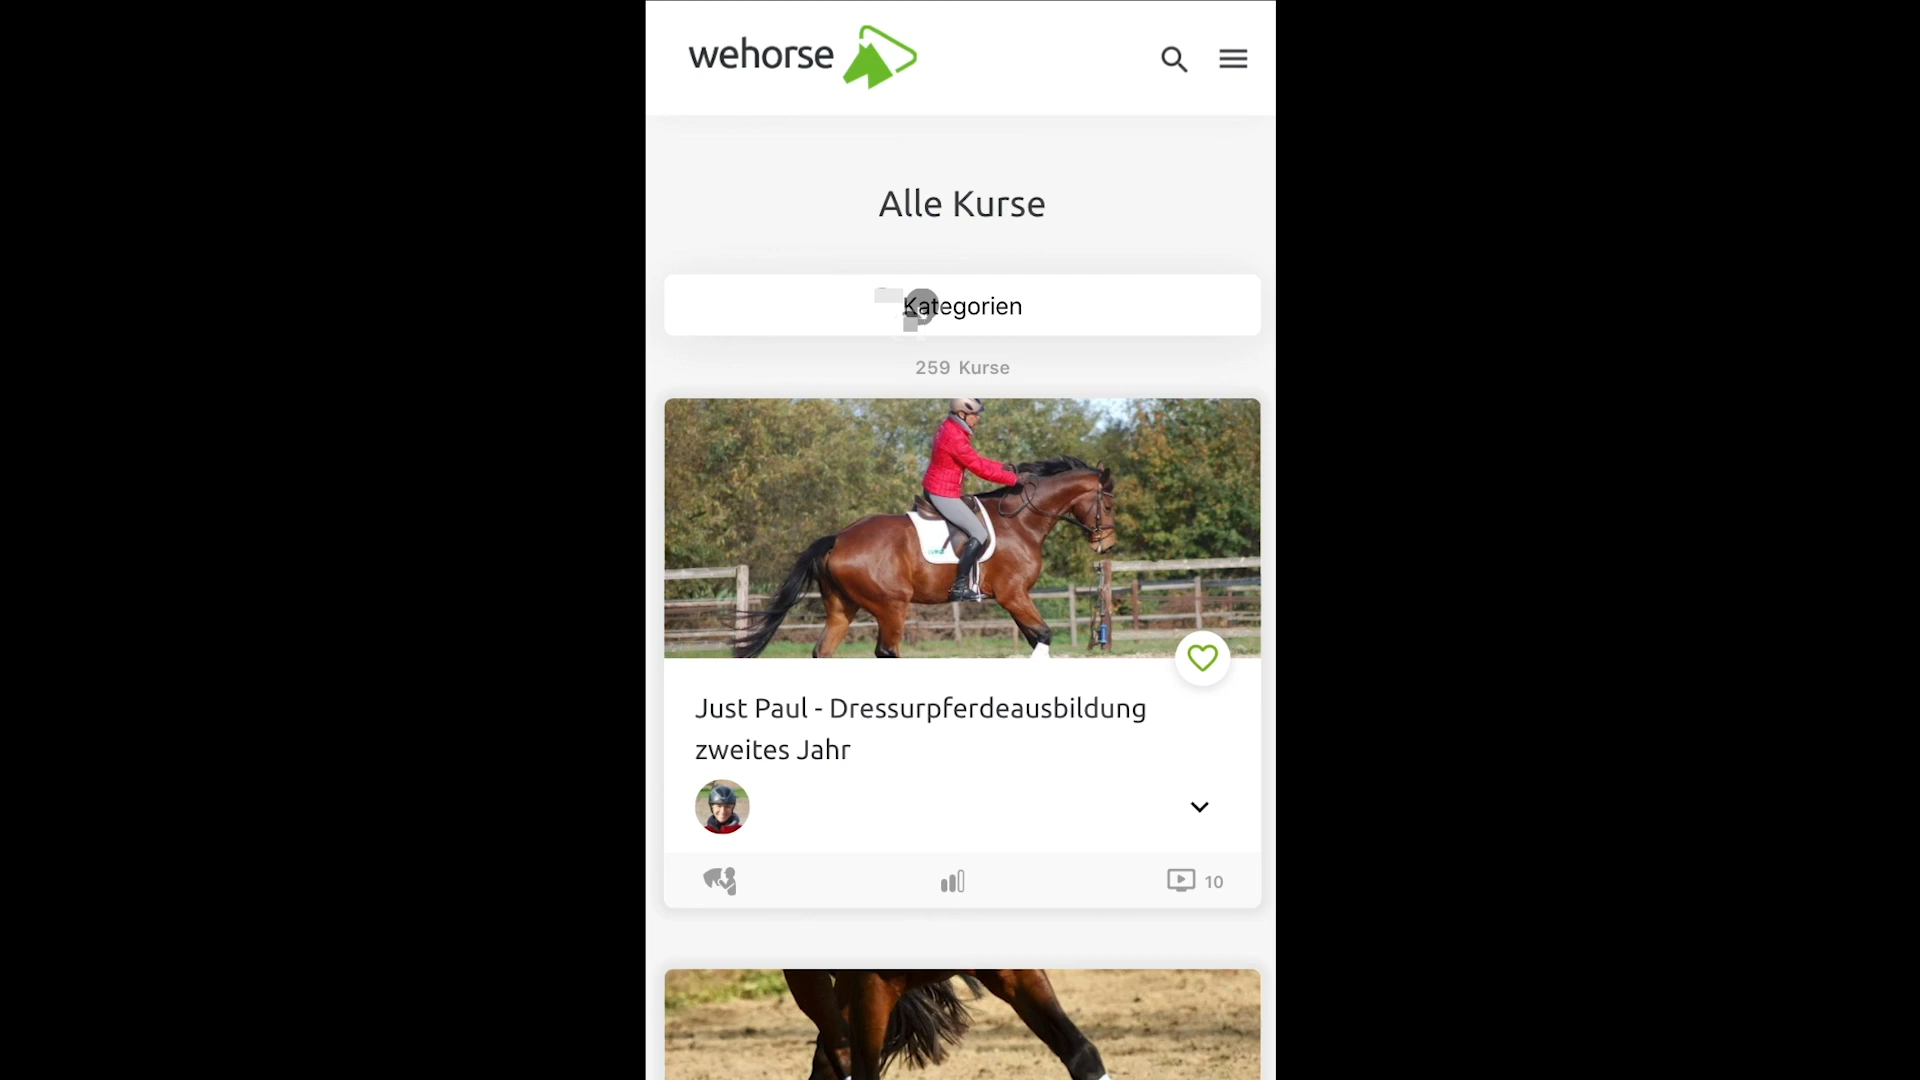 wehorse
Alle Kurse
Kategorien
259 Kurse
Just Paul - Dressurpferdeausbildung
zweites Jahr
10